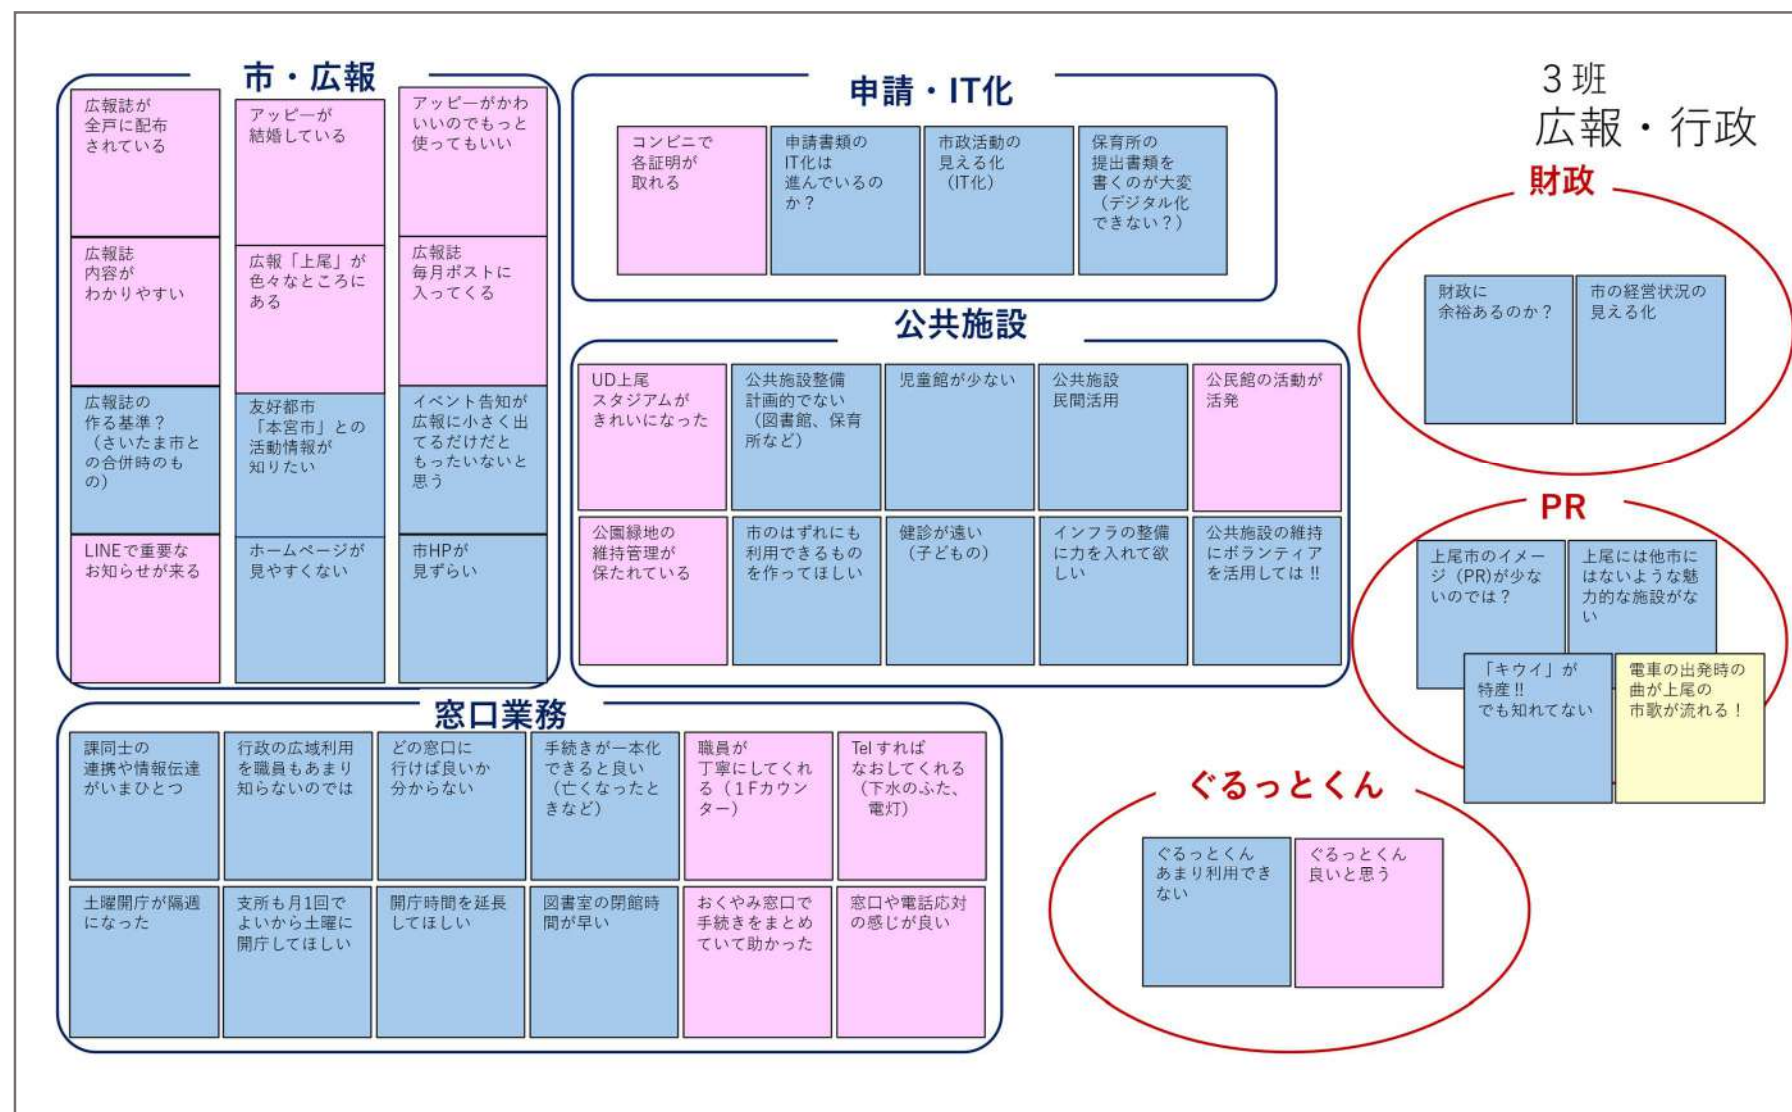 3班
広報・行政
市・広報
広報誌が
全戸に配布
されている
アッピーが
結婚している
アッピーがかわ
いいのでもっと
使ってもいい
広報誌
内容が
わかりやすい
広報「上尾」が
色々なところに
ある
広報誌
毎月ポストに
入ってくる
広報誌の
作る基準？
（さいたま市と
の合併時のも
の）
友好都市
「本宮市」との
活動情報が
知りたい
イベント告知が
広報に小さく出
てるだけだと
もったいないと
思う
LINEで重要な
お知らせが来る
ホームページが
見やすくない
市HPが
見ずらい
申請・IT化
コンビニで
各証明が
取れる
申請書類の
IT化は
進んでいるの
か？
市政活動の
見える化
（IT化）
保育所の
提出書類を
書くのが大変
（デジタル化
できない？）
公共施設
UD上尾
スタジアムが
きれいになった
公共施設整備
計画的でない
（図書館、保育
所など）
児童館が少ない
公共施設
民間活用
公民館の活動が
活発
公園緑地の
維持管理が
保たれている
市のはずれにも
利用できるもの
を作ってほしい
健診が遠い
（子どもの）
インフラの整備
に力を入れて欲
しい
公共施設の維持
にボランティア
を活用しては‼
窓口業務
課同士の
連携や情報伝達
がいまひとつ
行政の広域利用
を職員もあまり
知らないのでは
どの窓口に
行けば良いか
分からない
手続きが一本化
できると良い
（亡くなったと
きなど）
職員が
丁寧にしてくれ
る（1Fカウン
ター）
Telすれば
なおしてくれる
（下水のふた、
電灯）
土曜開庁が隔週
になった
支所も月1回で
よいから土曜に
開庁してほしい
開庁時間を延長
してほしい
図書室の閉館時
間が早い
おくやみ窓口で
手続きをまとめ
ていて助かった
窓口や電話応対
の感じが良い
財政
財政に
余裕あるのか？
市の経営状況の
見える化
PR
上尾市のイメー
ジ（PR)が少な
いのでは？
上尾には他市に
はないような魅
力的な施設がな
い
「キウイ」が
特産‼
でも知れてない
電車の出発時の
曲が上尾の
市歌が流れる！
ぐるっとくん
ぐるっとくん
あまり利用でき
ない
ぐるっとくん
良いと思う